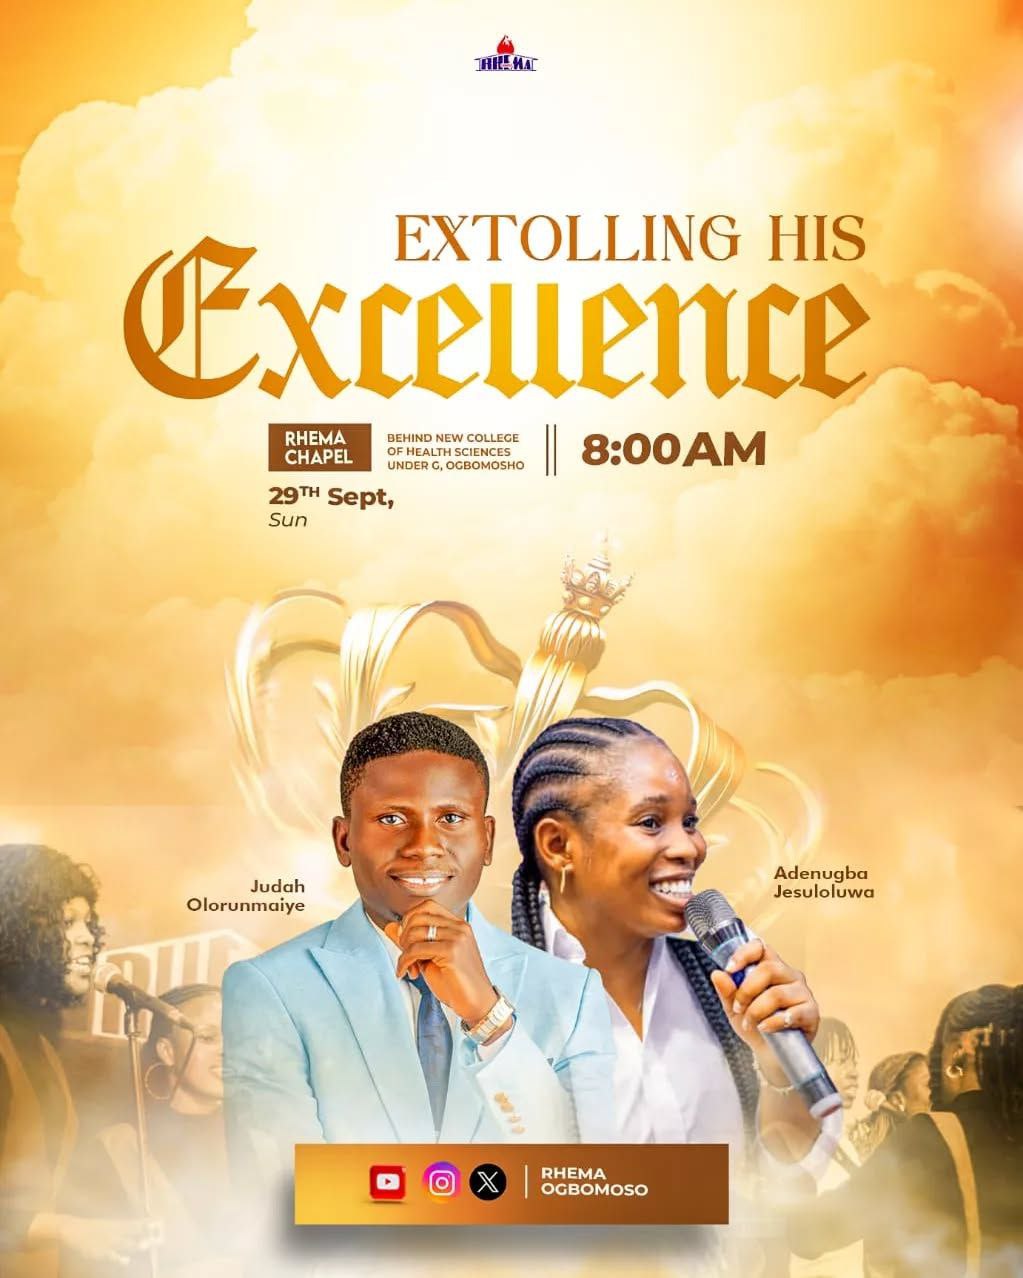 RHEMA
EXTOLLING HIS
Excellence
RHEMA
CHAPEL
BEHIND NEW COLLEGE
OF HEALTH SCIENCES
UNDER G, OGBOMOSHO
8:00AM
29TH Sept,
Sun
Judah
Olorunmaiye
Adenugba
Jesuloluwa
RHEMA
OGBOMOSO